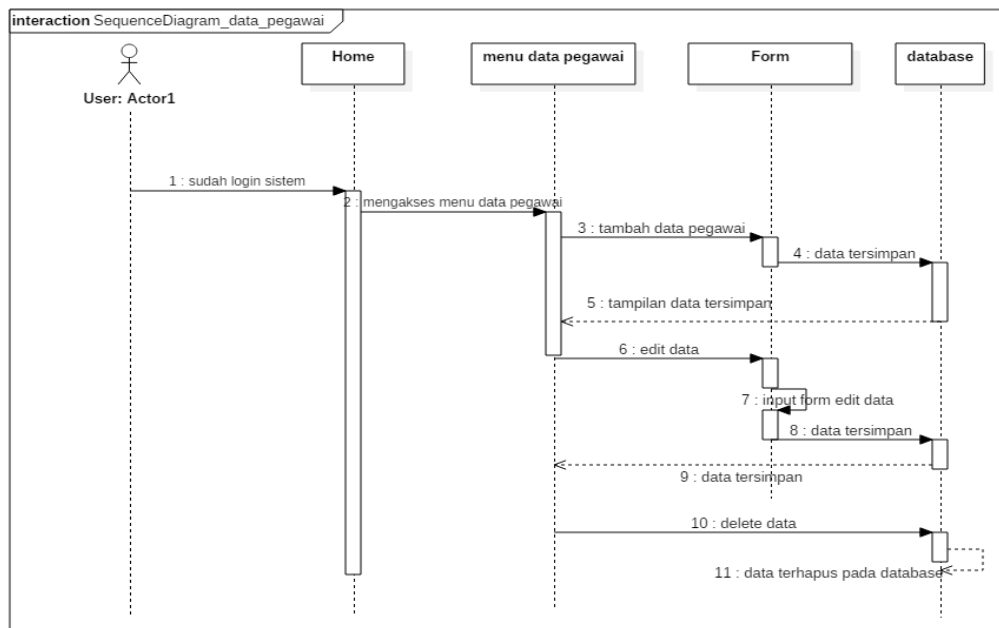 interaction SequenceDiagram_data_pegawai
Home
menu data pegawai
Form
database
User: Actor1
1 : sudah login sistem
2 : mengakses menu data pegawai
3 : tambah data pegawai
4 : data tersimpan
5 : tampilan data tersimpan
6 : edit data
7 : input form edit data
8 : data tersimpan
9 : data tersimpan
10 : delete data
11 : data terhapus pada database